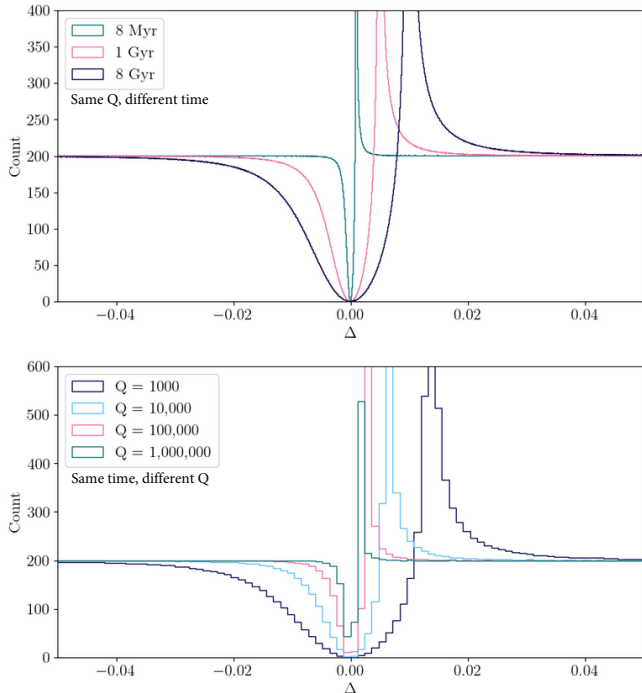 400
350
300
250
200
150
100
50
0
Count
8 Myr
1 Gyr
8 Gyr
Same Q, different time
−0.04 −0.02 0.00 0.02 0.04
Δ
600
500
400
300
200
100
0
Count
Q = 1000
Q = 10,000
Q = 100,000
Q = 1,000,000
Same time, different Q
−0.04 −0.02 0.00 0.02 0.04
Δ